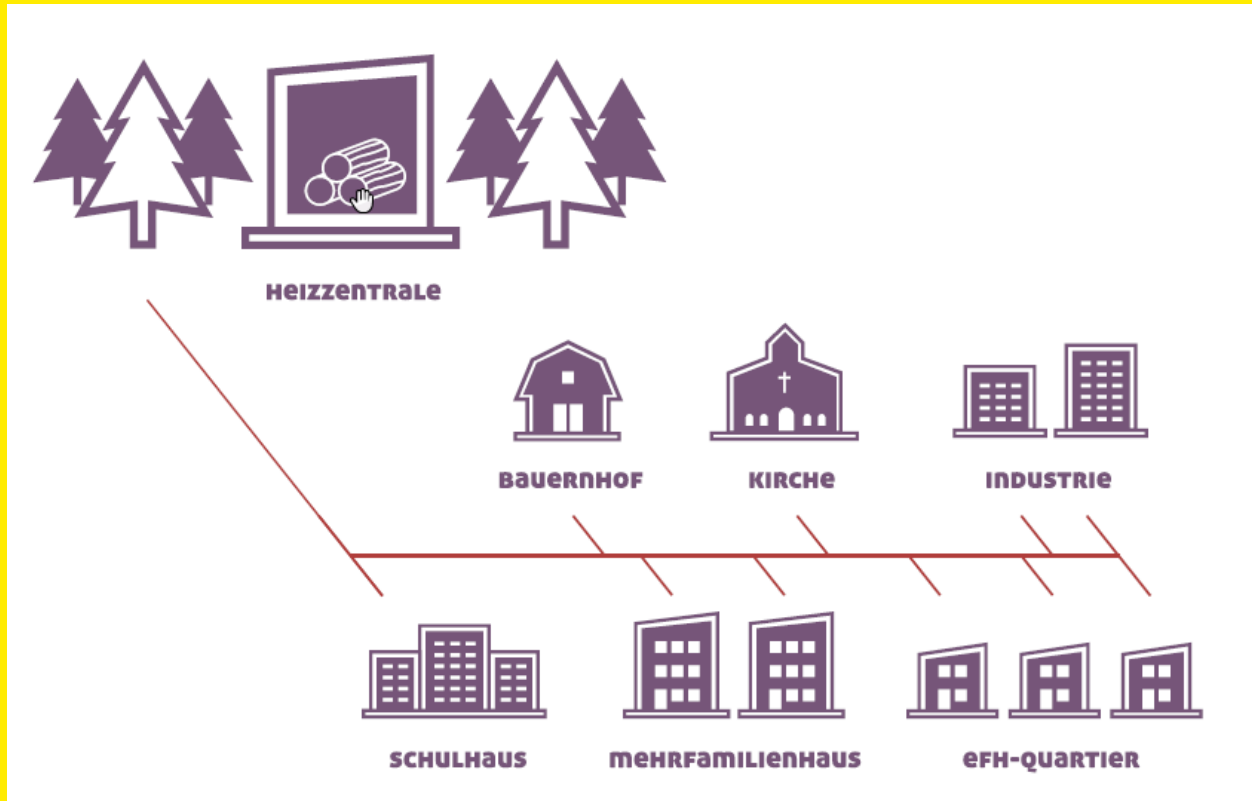 Heizzentrale
Bauernhof
Kirche
Industrie
Schulhaus
Mehrfamilienhaus
EFH-Quartier